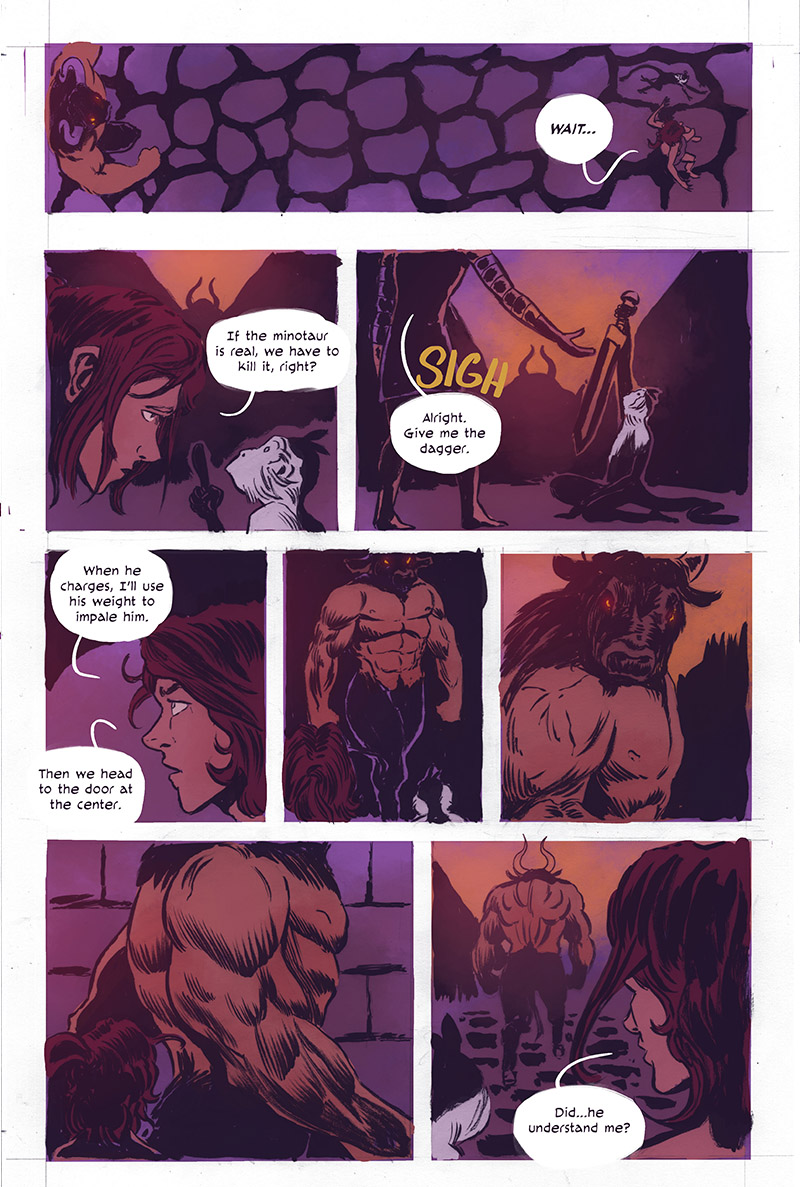 WAIT...
If the minotaur
is real, we have to
kill it, right?
SIGH
Alright.
Give me the
dagger.
When he
charges, I'll use
his weight to
impale him.
Then we head
to the door at
the center.
Did...he
understand me?